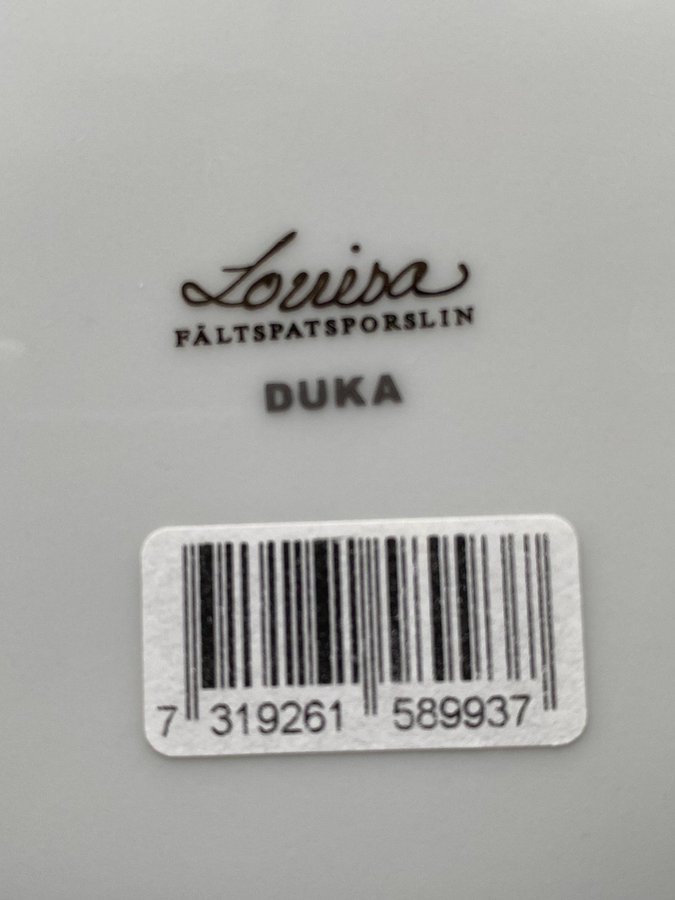 Louisa
FÄLTSPATSPORSLIN
DUKA
7 319261 589937